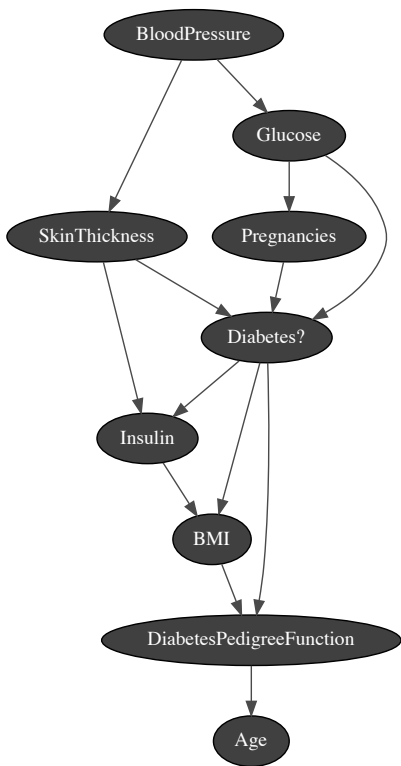 BloodPressure
Glucose
SkinThickness
Pregnancies
Diabetes?
Insulin
BMI
DiabetesPedigreeFunction
Age